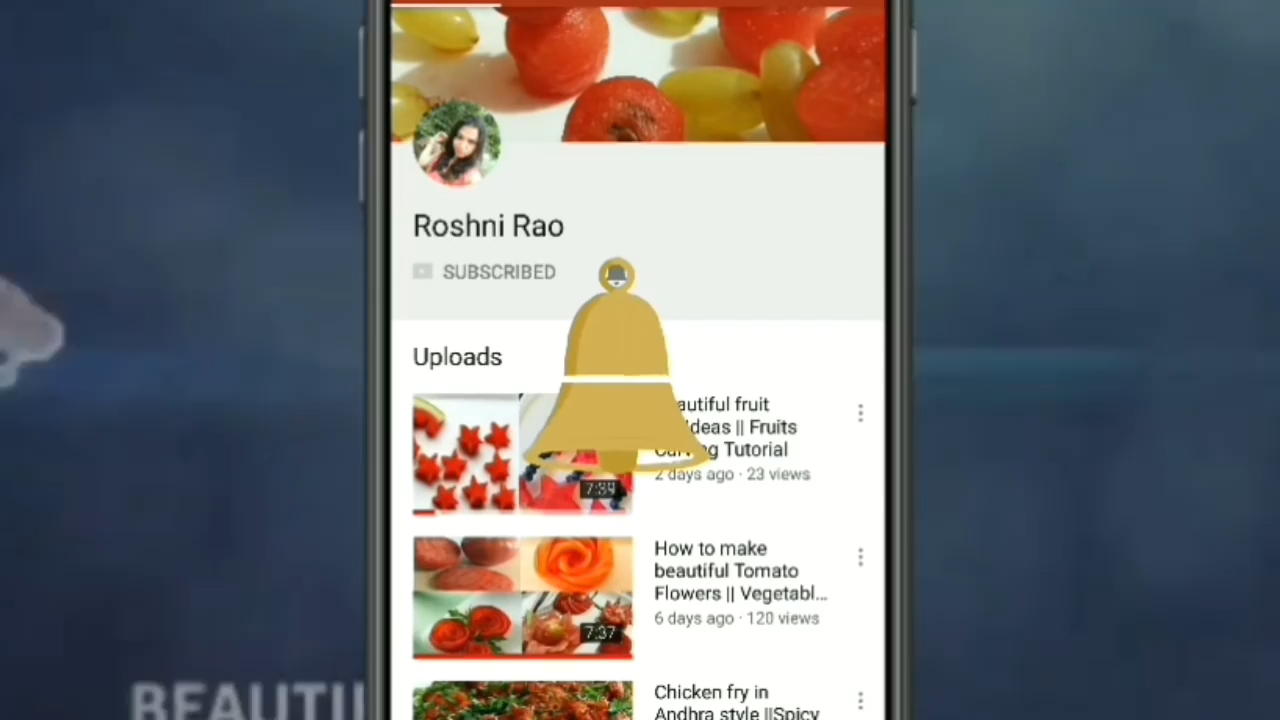 Roshni Rao
SUBSCRIBED
Uploads
autiful fruit
Ideas || Fruits
Tutorial
2 days ago · 23 views
7:39
How to make
beautiful Tomato
Flowers || Vegetabl...
6 days ago · 120 views
7:37
Chicken fry in
Andhra style ||Spicy
BEAUTI